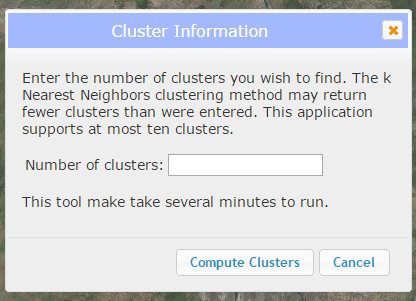 Cluster Information
Enter the number of clusters you wish to find. The k
Nearest Neighbors clustering method may return
fewer clusters than were entered. This application
supports at most ten clusters.
Number of clusters:
This tool make take several minutes to run.
Compute Clusters Cancel